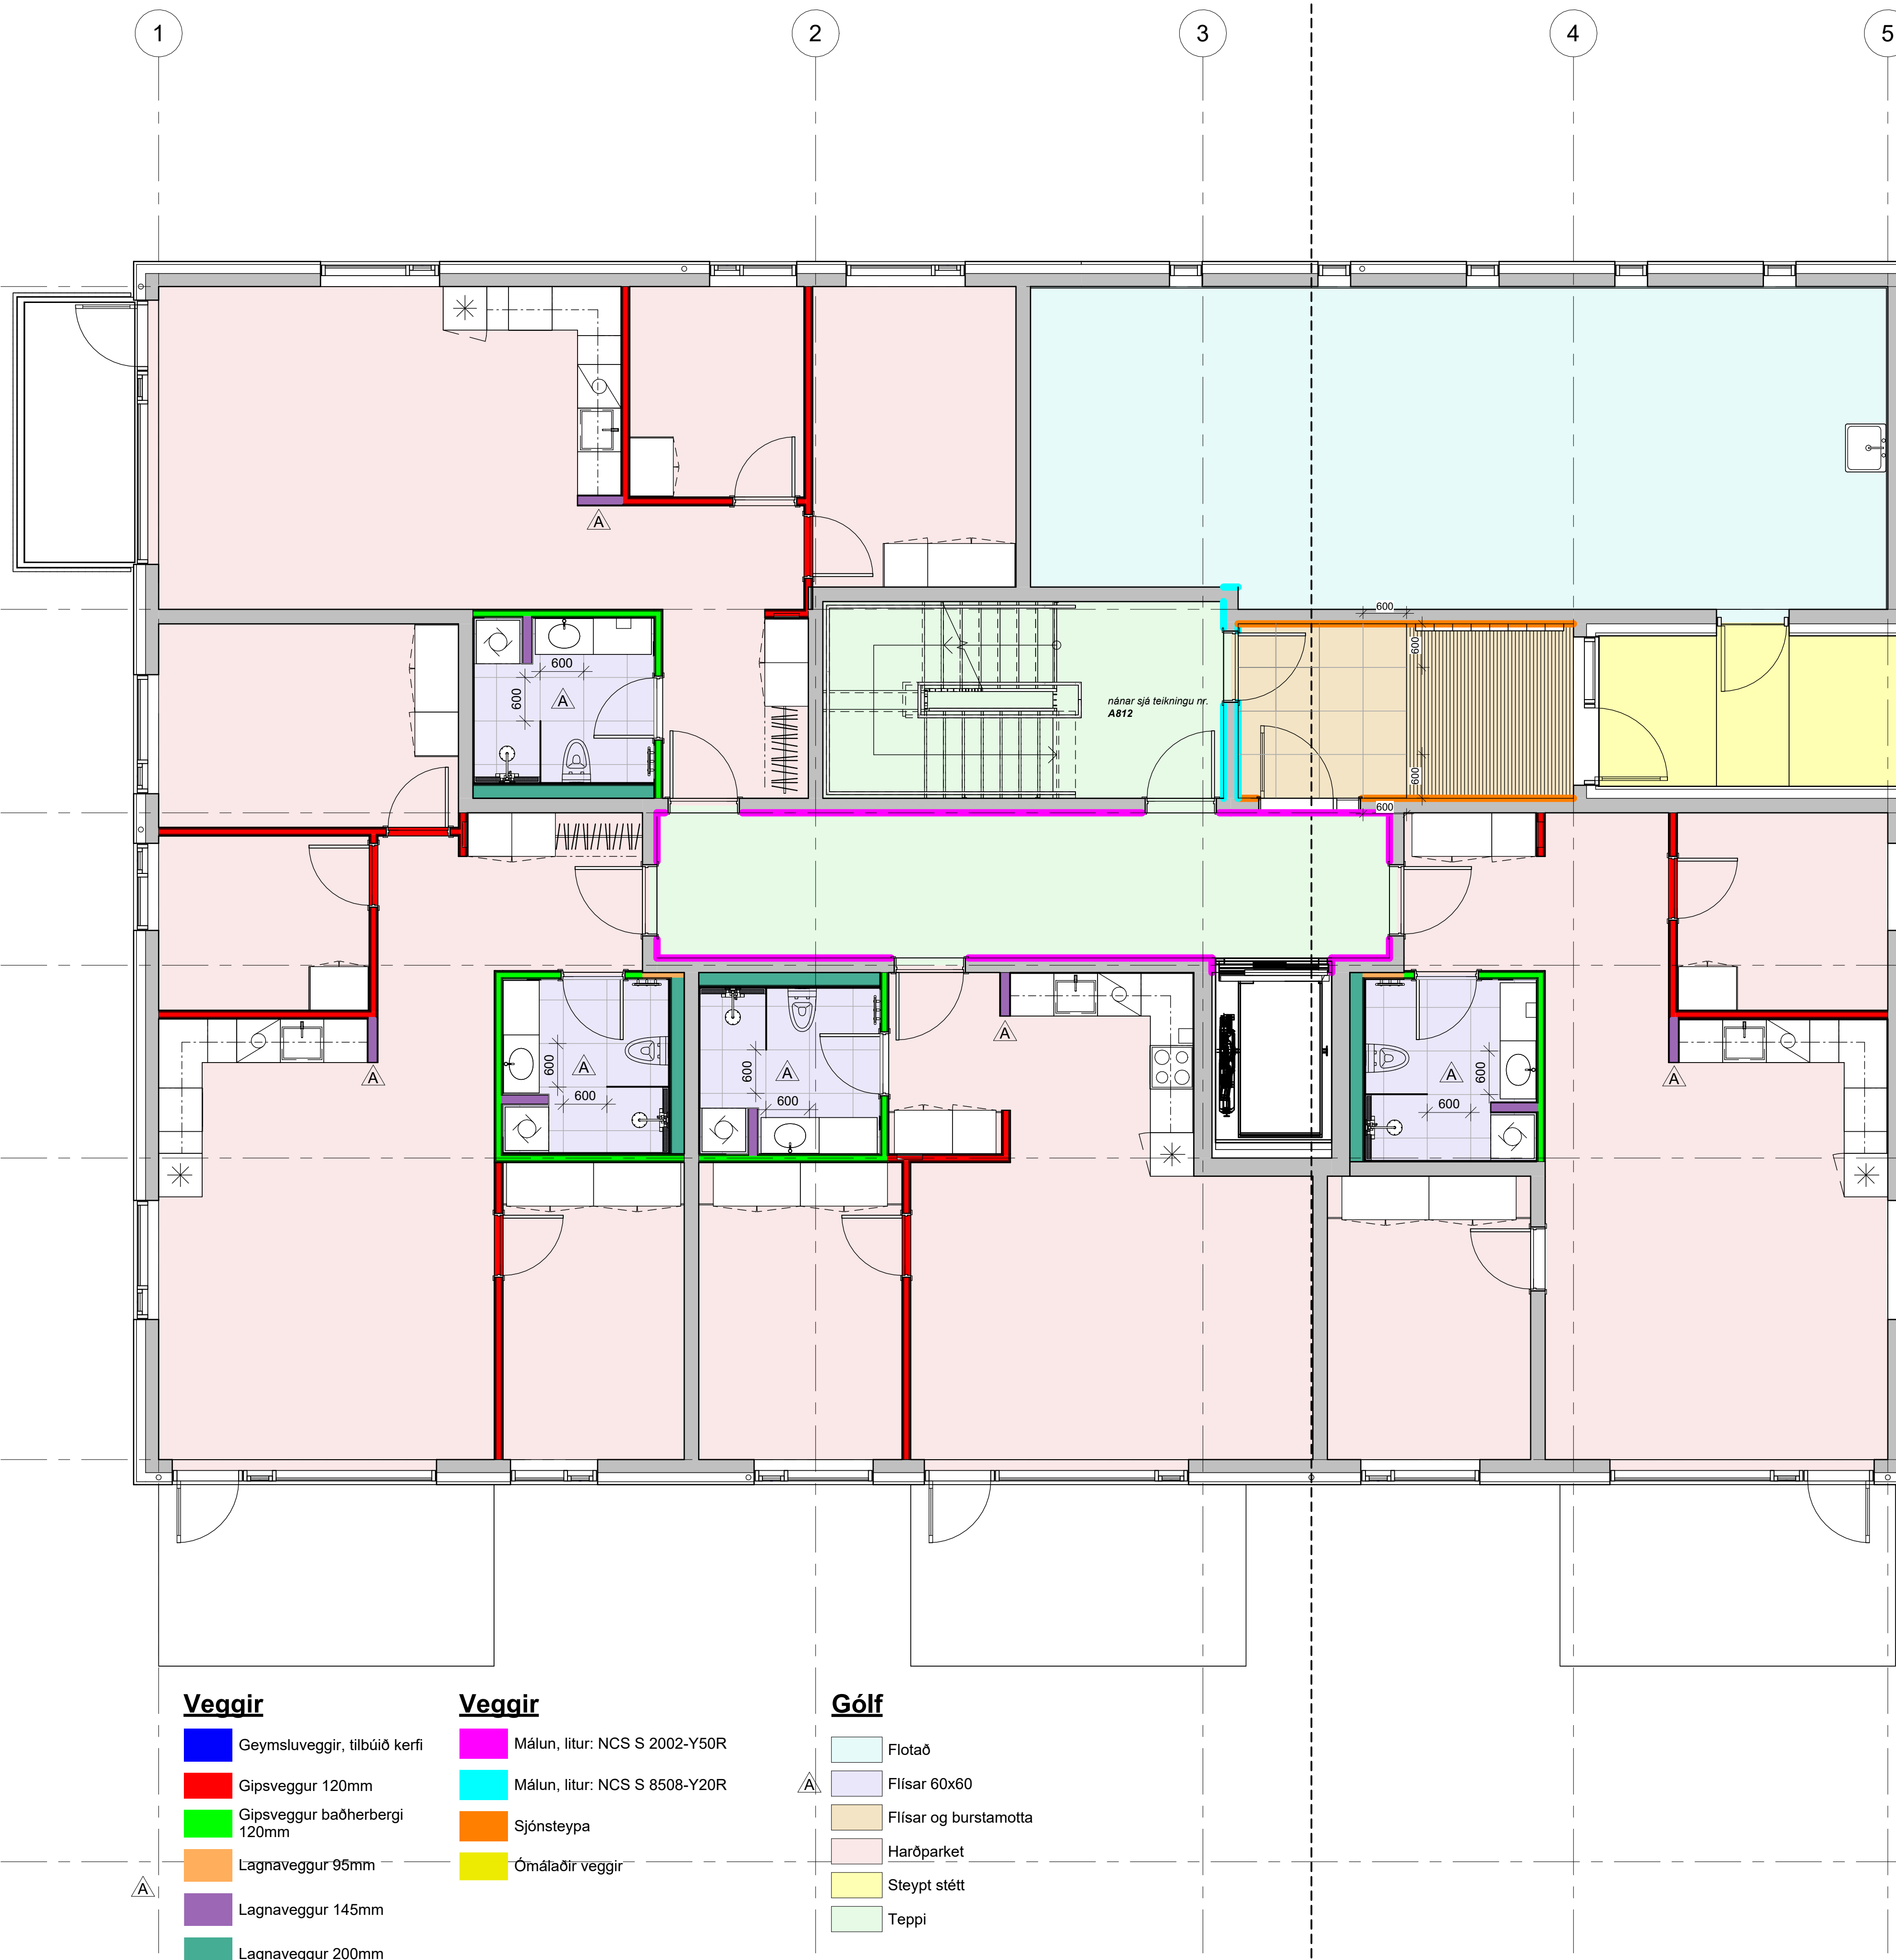 1
2
3
4
5
A
600
600
A
nánar sjá teikningu nr.
A812
600
600
600
600
A
A
600
600
A
600
600
A
A
600
600
A
Veggir
Geymsluveggir, tilbúið kerfi
Gipsveggur 120mm
Gipsveggur baðherbergi
120mm
Lagnaveggur 95mm
A
Lagnaveggur 145mm
Lagnaveggur 200mm
Veggir
Málun, litur: NCS S 2002-Y50R
Málun, litur: NCS S 8508-Y20R
Sjónsteypa
Ómálaðir veggir
Gólf
Flotað
A
Flísar 60x60
Flísar og burstamotta
Harðparket
Steypt stétt
Teppi